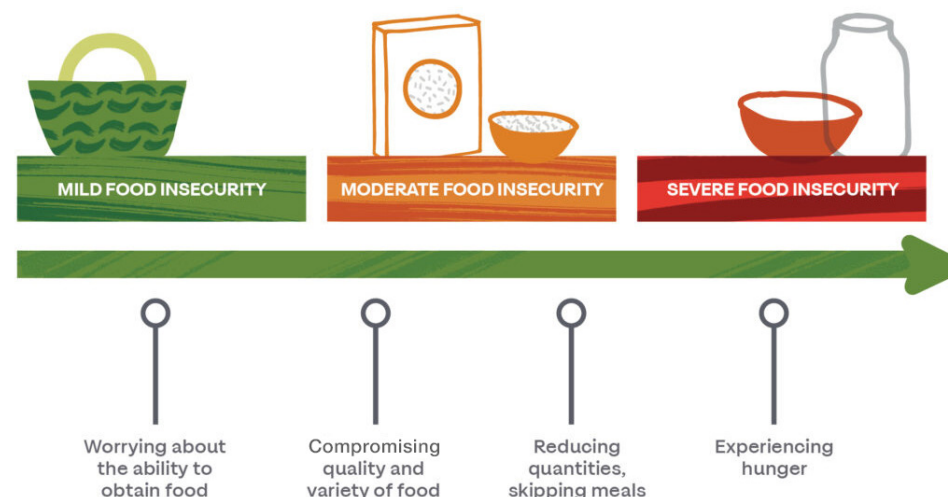 MILD FOOD INSECURITY
MODERATE FOOD INSECURITY
SEVERE FOOD INSECURITY
Worrying about
the ability to
obtain food
Compromising
quality and
variety of food
Reducing
quantities,
skipping meals
Experiencing
hunger